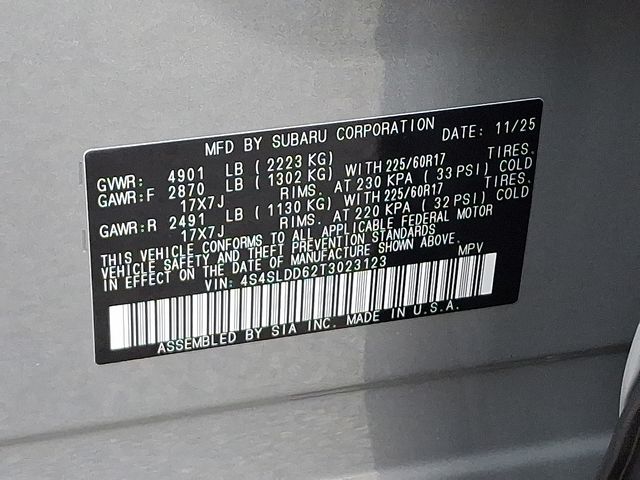 MFD BY SUBARU CORPORATION DATE: 11/25
GVWR: 4901 LB (2223 KG)
GAWR:F 2870 LB (1302 KG) WITH 225/60R17 TIRES.
17X7J RIMS. AT 230 KPA (33 PSI) COLD
GAWR:R 2491 LB (1130 KG) WITH 225/60R17 TIRES.
17X7J RIMS. AT 220 KPA (32 PSI) COLD
THIS VEHICLE CONFORMS TO ALL APPLICABLE FEDERAL MOTOR
VEHICLE SAFETY AND THEFT PREVENTION STANDARDS
IN EFFECT ON THE DATE OF MANUFACTURE SHOWN ABOVE.
VIN: 4S4SLDD62T3023123 MPV
ASSEMBLED BY SIA INC. MADE IN U.S.A.